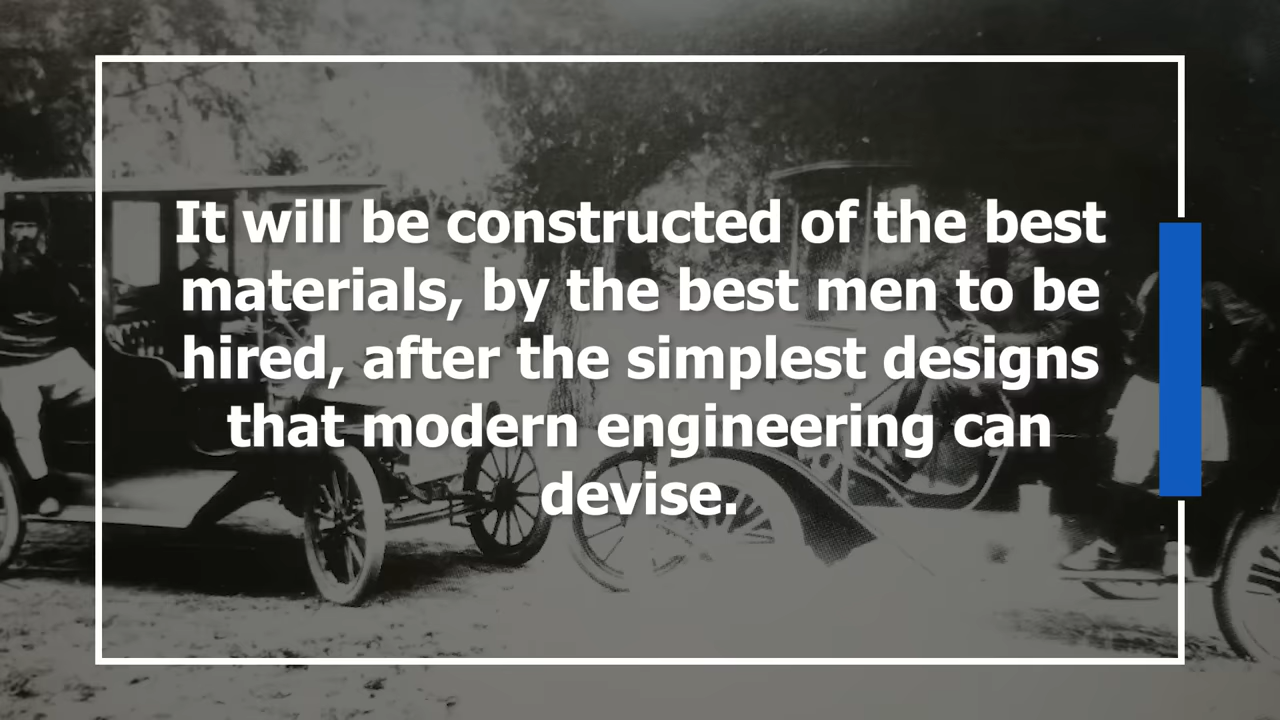 It will be constructed of the best
materials, by the best men to be
hired, after the simplest designs
that modern engineering can
devise.